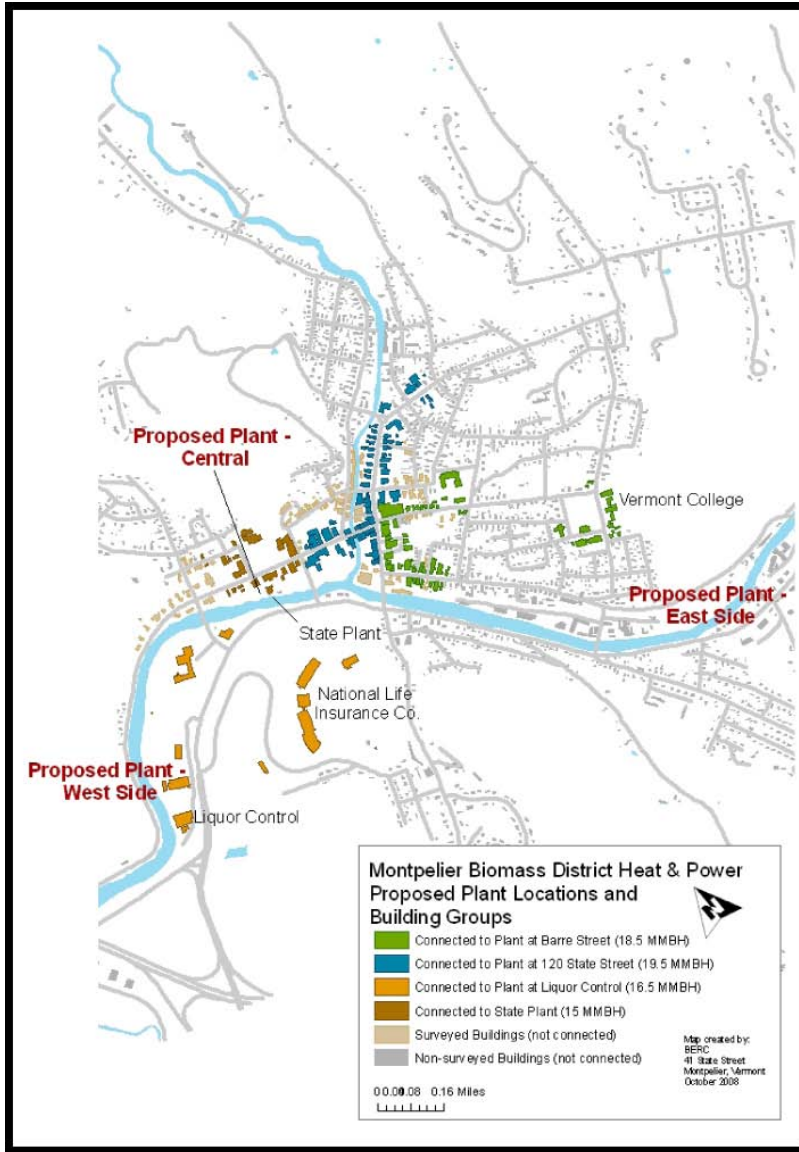 Proposed Plant -
Central
Vermont College
Proposed Plant -
East Side
State Plant
National Life
Insurance Co.
Proposed Plant -
West Side
Liquor Control
Montpelier Biomass District Heat & Power
Proposed Plant Locations and
Building Groups
N
Connected to Plant at Barre Street (18.5 MMBH)
Connected to Plant at 120 State Street (19.5 MMBH)
Connected to Plant at Liquor Control (16.5 MMBH)
Connected to State Plant (15 MMBH)
Surveyed Buildings (not connected)
Non-surveyed Buildings (not connected)
Map created by:
BERC
41 State Street
Montpelier, Vermont
October 2008
0.16 Miles